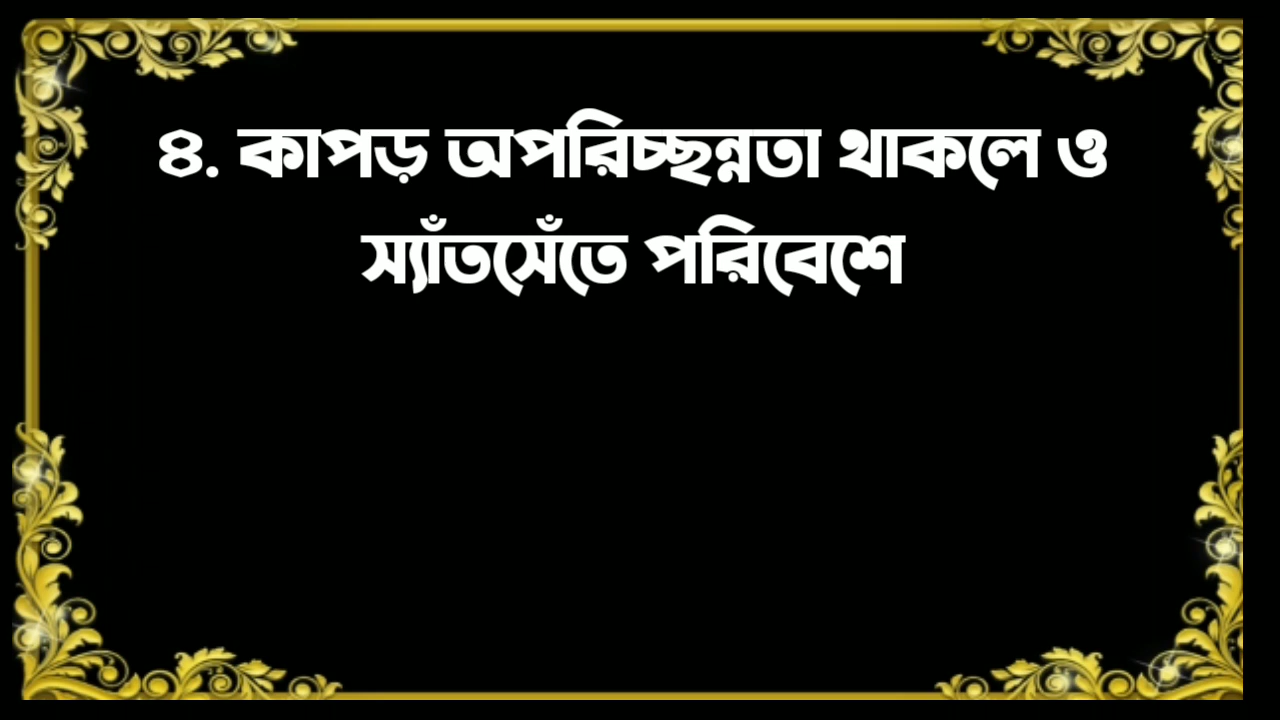 ৪. কাপড় অপরিচ্ছন্নতা থাকলে ও
স্যাঁতসেঁতে পরিবেশে